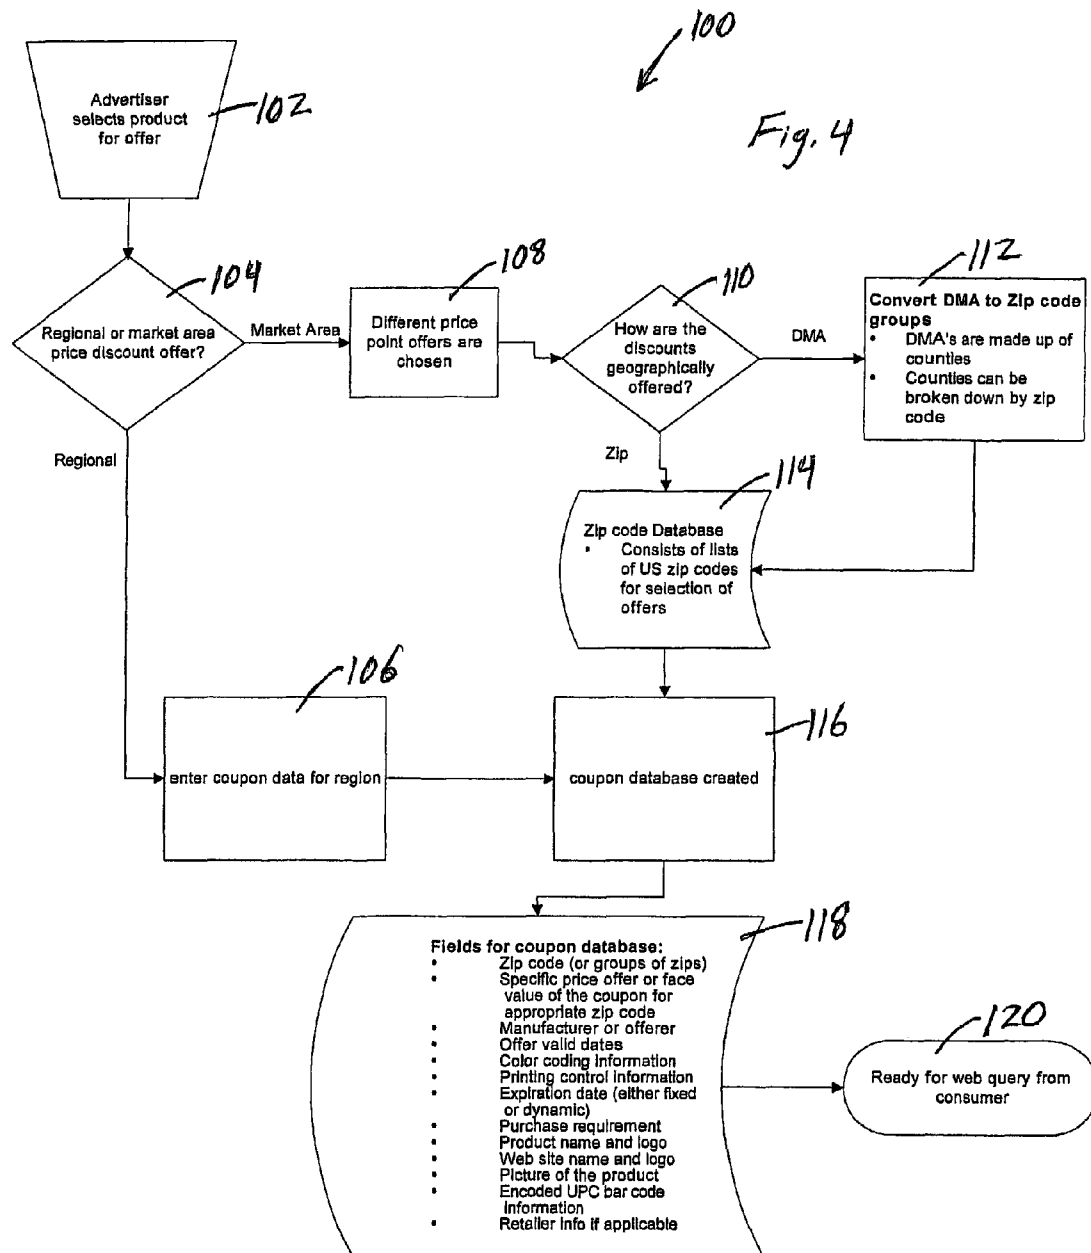 100
Fig. 4
Advertiser
selects product
for offer
102
104
Regional or market area
price discount offer?
Market Area
Regional
108
Different price
point offers are
chosen
110
How are the
discounts
geographically
offered?
DMA
Zip
112
Convert DMA to Zip code
groups
• DMA's are made up of
counties
• Counties can be
broken down by zip
code
114
Zip code Database
• Consists of lists
of US zip codes
for selection of
offers
106
enter coupon data for region
116
coupon database created
118
Fields for coupon database:
• Zip code (or groups of zips)
• Specific price offer or face
value of the coupon for
appropriate zip code
• Manufacturer or offerer
• Offer valid dates
• Color coding information
• Printing control information
• Expiration date (either fixed
or dynamic)
• Purchase requirement
• Product name and logo
• Web site name and logo
• Picture of the product
• Encoded UPC bar code
information
• Retailer info if applicable
120
Ready for web query from
consumer